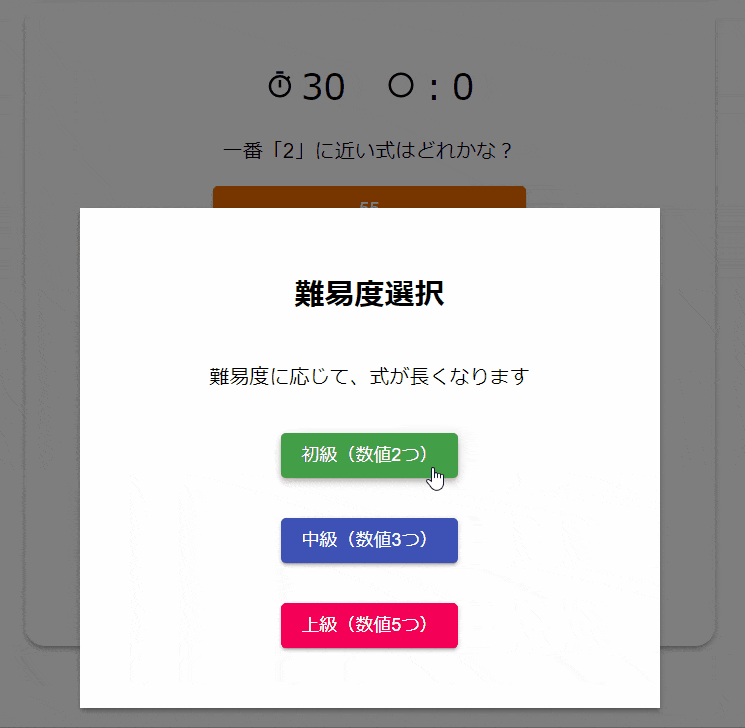 30 ○ : 0
一番「2」に近い式はどれかな？
難易度選択
難易度に応じて、式が長くなります
初級（数値2つ）
中級（数値3つ）
上級（数値5つ）